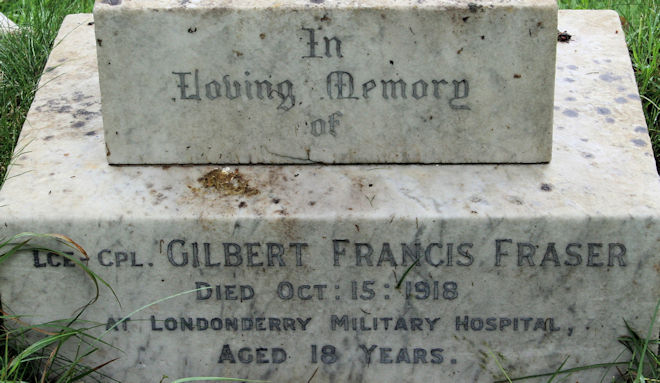 In
Loving Memory
of
LCE. CPL. GILBERT FRANCIS FRASER
DIED OCT: 15: 1918
AT LONDONDERRY MILITARY HOSPITAL,
AGED 18 YEARS.